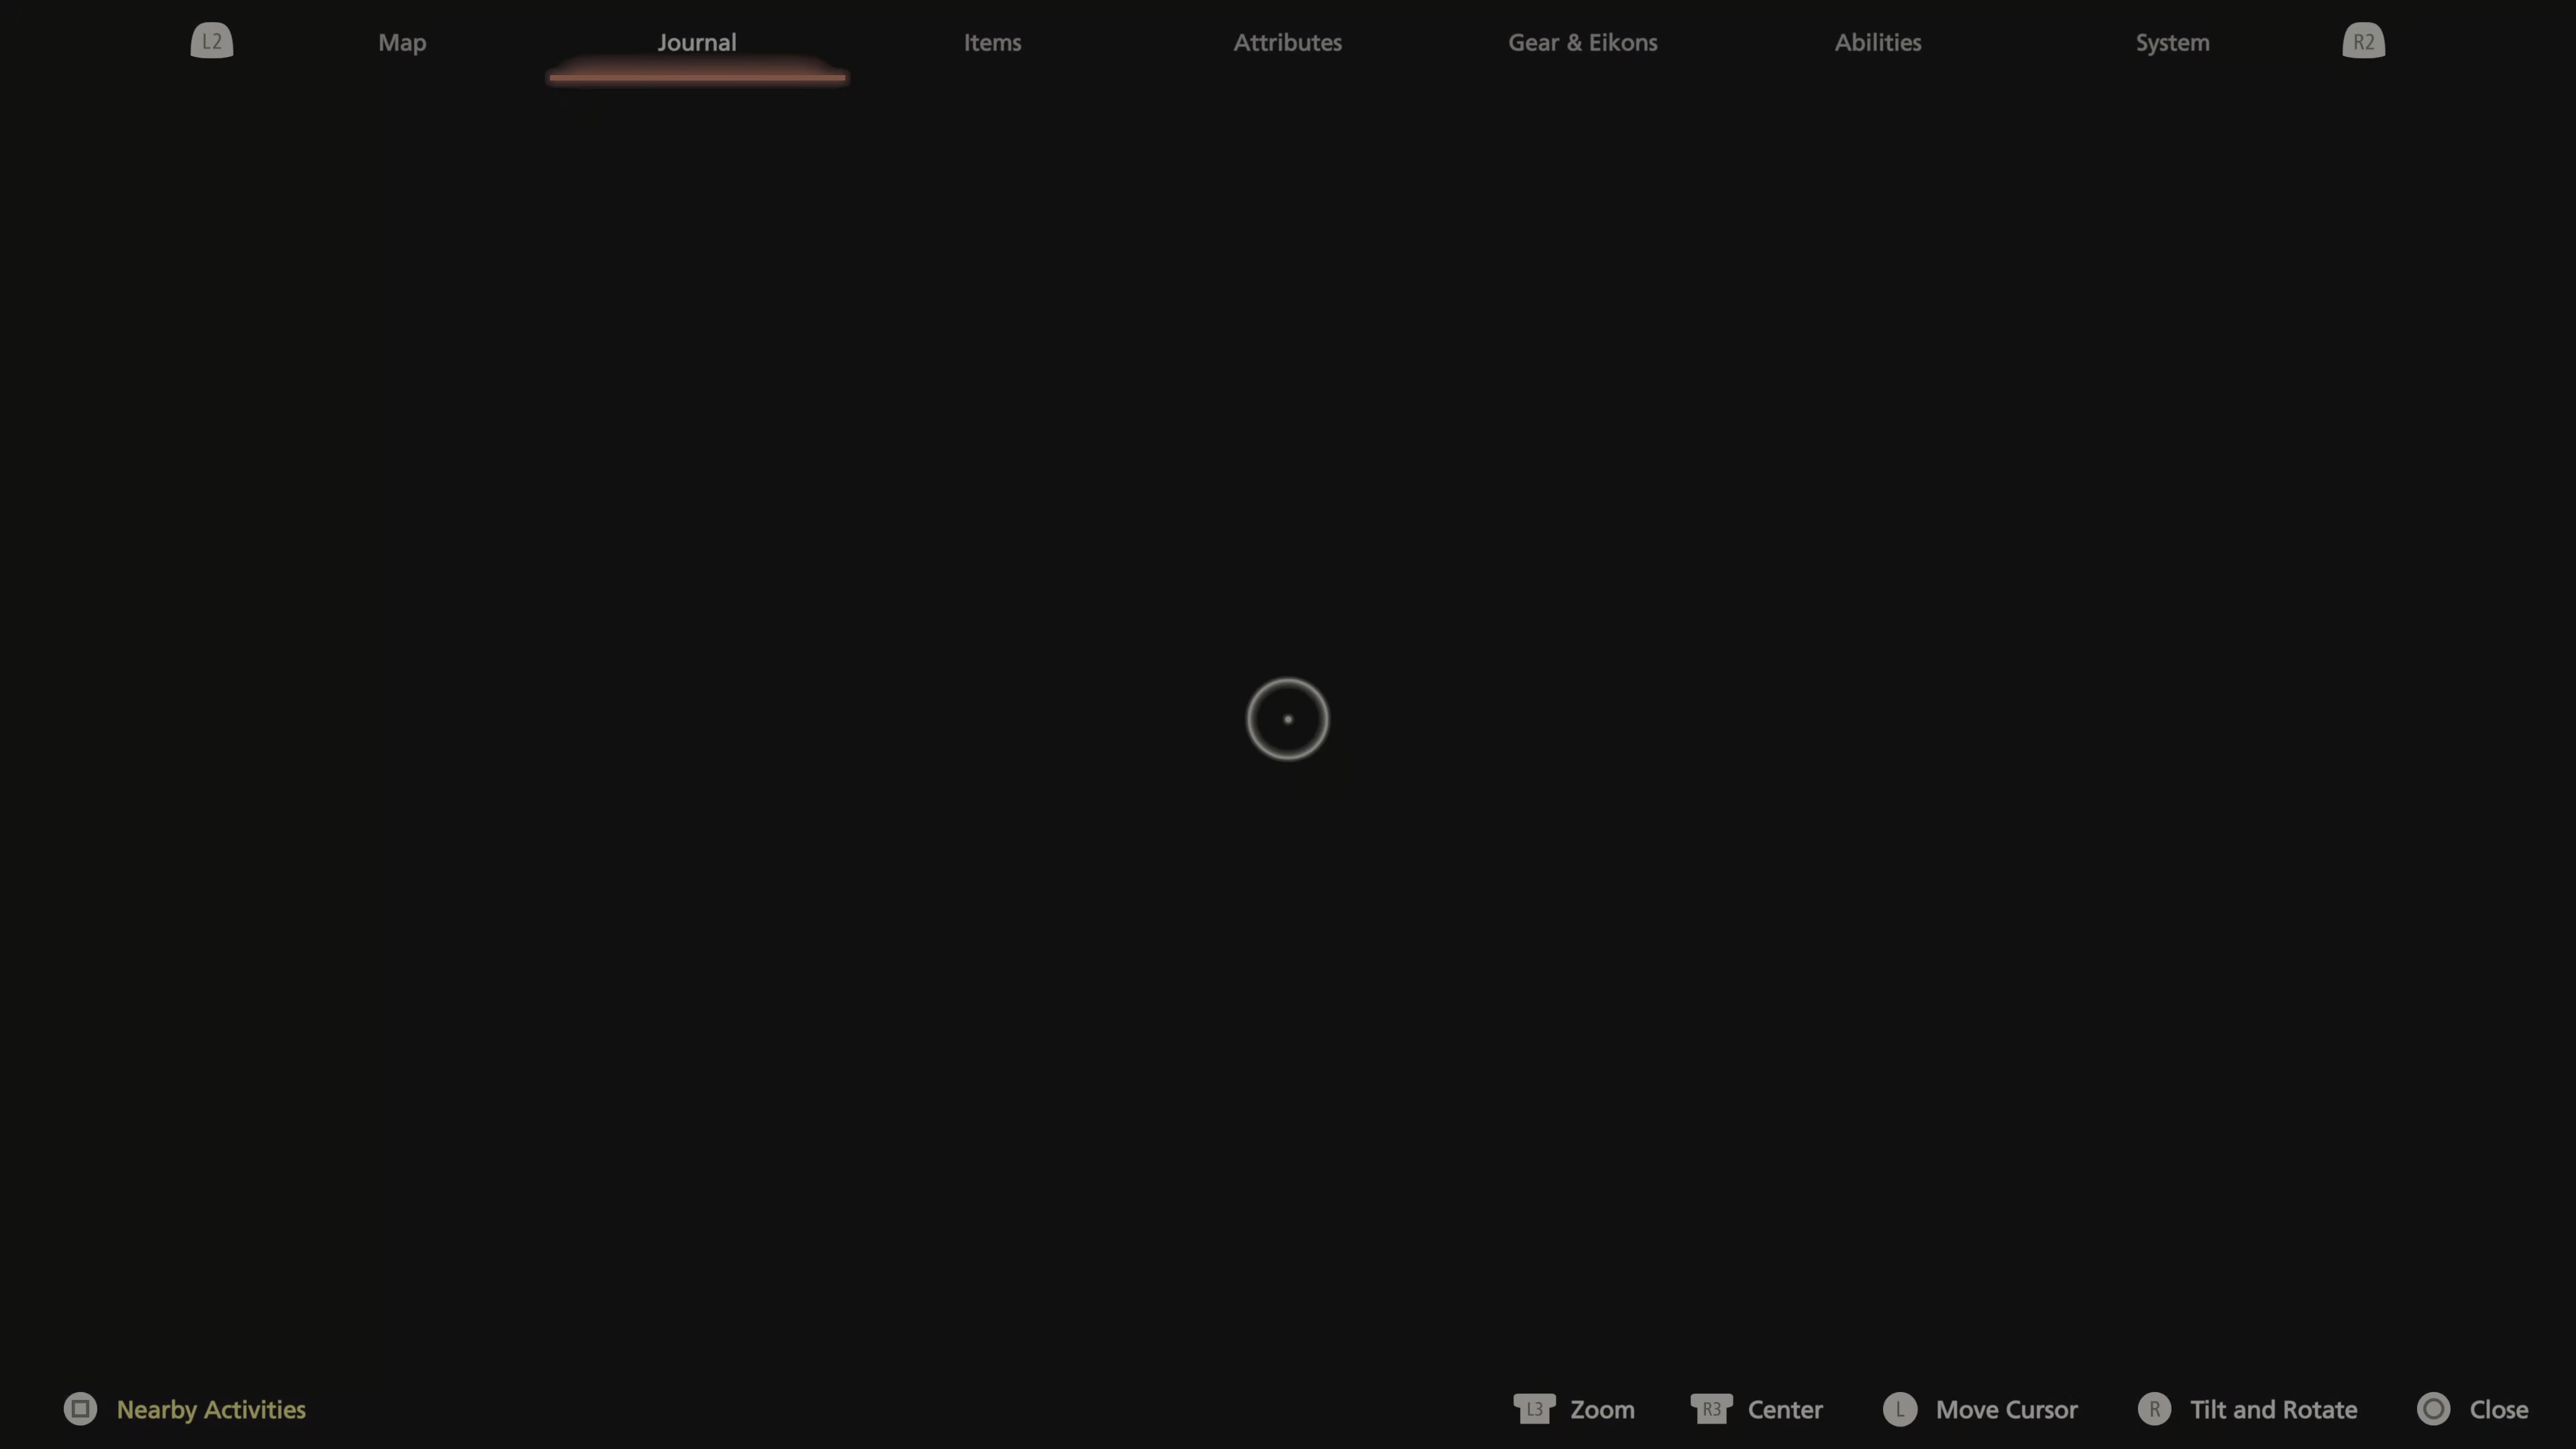 L2 Map Journal Items Attributes Gear & Eikons Abilities System R2
Nearby Activities L3 Zoom R3 Center L Move Cursor R Tilt and Rotate Close